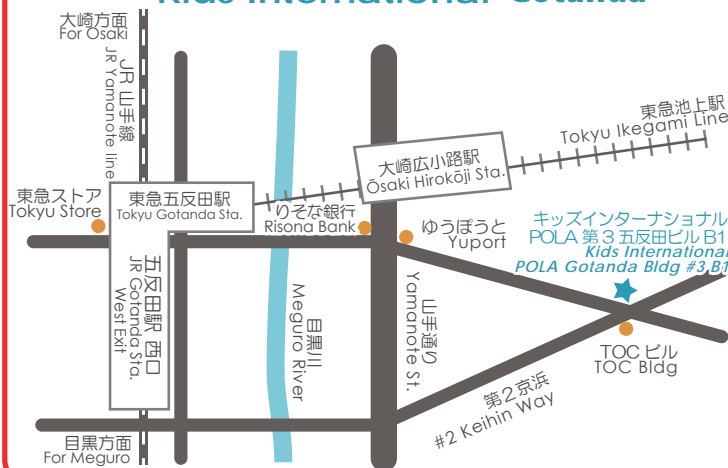 Kids International Gotanda
大崎方面
For Osaki
JR 山手線
JR Yamanote line
東急池上駅
Tokyu Ikegami Line
大崎広小路駅
Ōsaki Hirokōji Sta.
東急ストア
Tokyu Store
東急五反田駅
Tokyu Gotanda Sta.
りそな銀行
Risona Bank
ゆうぽうと
Yuport
キッズインターナショナル
POLA 第3五反田ビル B1
Kids International
POLA Gotanda Bldg #3 B1
五反田駅 西口
JR Gotanda Sta.
West Exit
目黒川
Meguro River
山手通り
Yamanote St.
TOC ビル
TOC Bldg
第2京浜
#2 Keihin Way
目黒方面
For Meguro